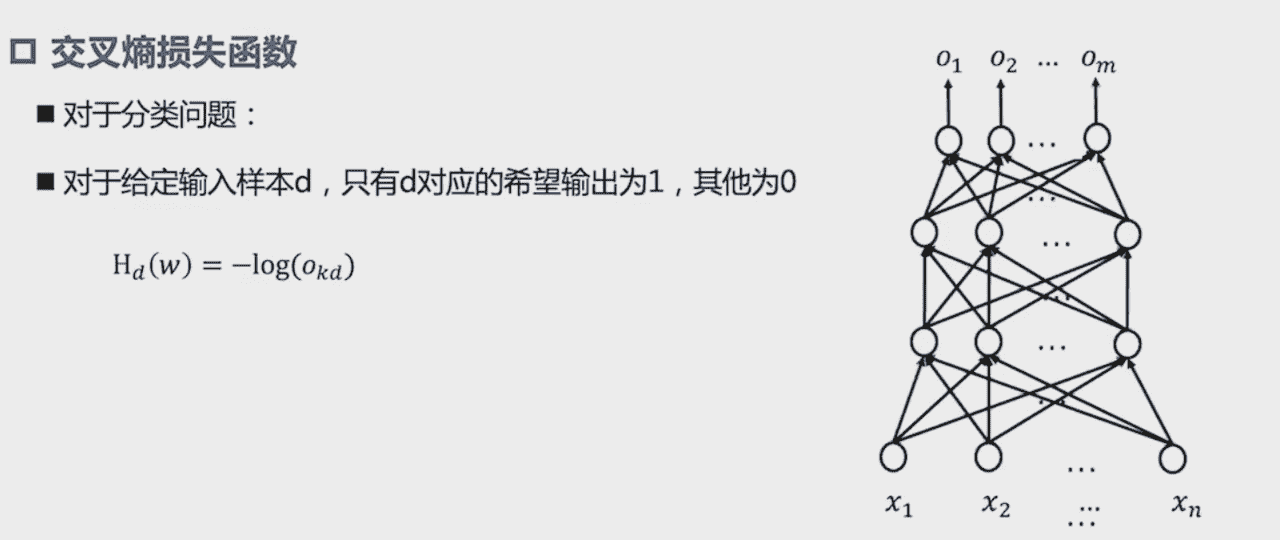 交叉熵损失函数
对于分类问题：
对于给定输入样本d，只有d对应的希望输出为1，其他为0
H_d(w) = −log(o_{kd})
o_1 o_2 ... o_m
...
...
...
...
...
...
...
x_1 x_2 ... x_n
...